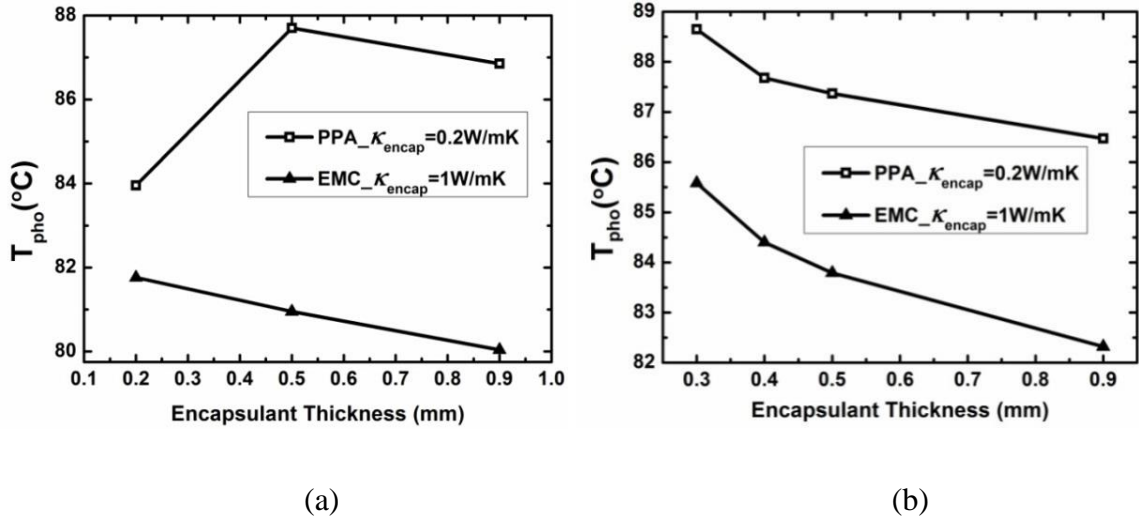 88
86
84
82
80
T_pho(°C)
PPA_κ_encap=0.2W/mK
EMC_κ_encap=1W/mK
0.1 0.2 0.3 0.4 0.5 0.6 0.7 0.8 0.9 1.0
Encapsulant Thickness (mm)
(a)
89
88
87
86
85
84
83
82
T_pho(°C)
PPA_κ_encap=0.2W/mK
EMC_κ_encap=1W/mK
0.3 0.4 0.5 0.6 0.7 0.8 0.9
Encapsulant Thickness (mm)
(b)